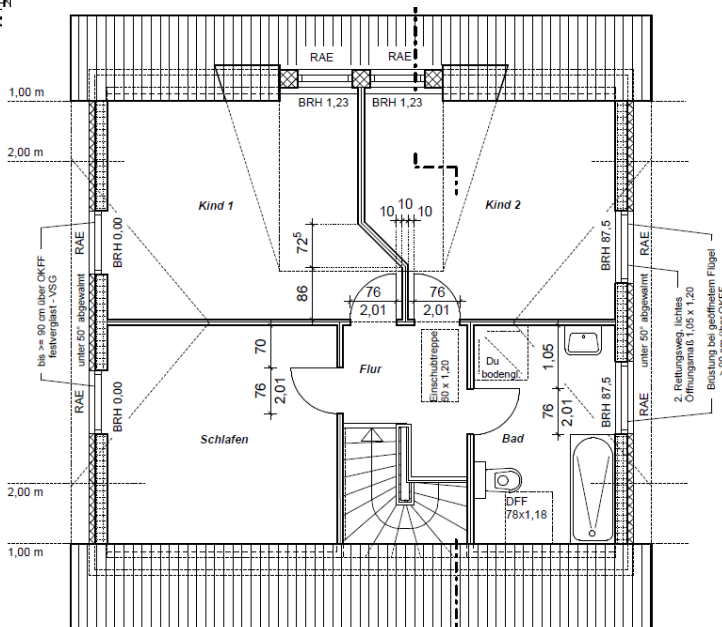 RAE
RAE
1,00 m
BRH 1,23
BRH 1,23
2,00 m
Kind 1
Kind 2
10
10
10
72⁵
86
76
2,01
76
2,01
RAE
BRH 0,00
BRH 87,5
RAE
bis >= 90 cm über OKFF
festverglast - VSG
unter 50° abgewalmt
unter 50° abgewalmt
2. Rettungsweg, lichtes
Öffnungsmaß 1,05 x 1,20
Brüstung bei geöffnetem Flügel
70
76
2,01
Flur
Einschubtreppe
60 x 1,20
Du
bodengl.
1,05
76
2,01
RAE
BRH 0,00
BRH 87,5
RAE
Schlafen
Bad
DFF
78x1,18
2,00 m
1,00 m